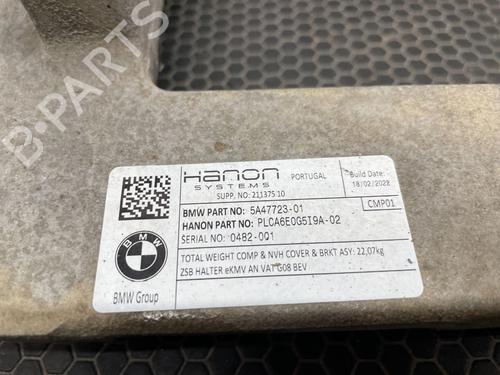 B-PARTS
Hanon
SYSTEMS
PORTUGAL
Build Date:
18/02/2022
SUPP. NO: 211375 10
BMW PART NO: 5A47723-01
CMP01
HANON PART NO: PLCA6E0G5I9A-02
SERIAL NO: 0482-001
TOTAL WEIGHT COMP & NVH COVER & BRKT ASY: 22,07kg
ZSB HALTER eKMV AN VAT G08 BEV
BMW
BMW Group